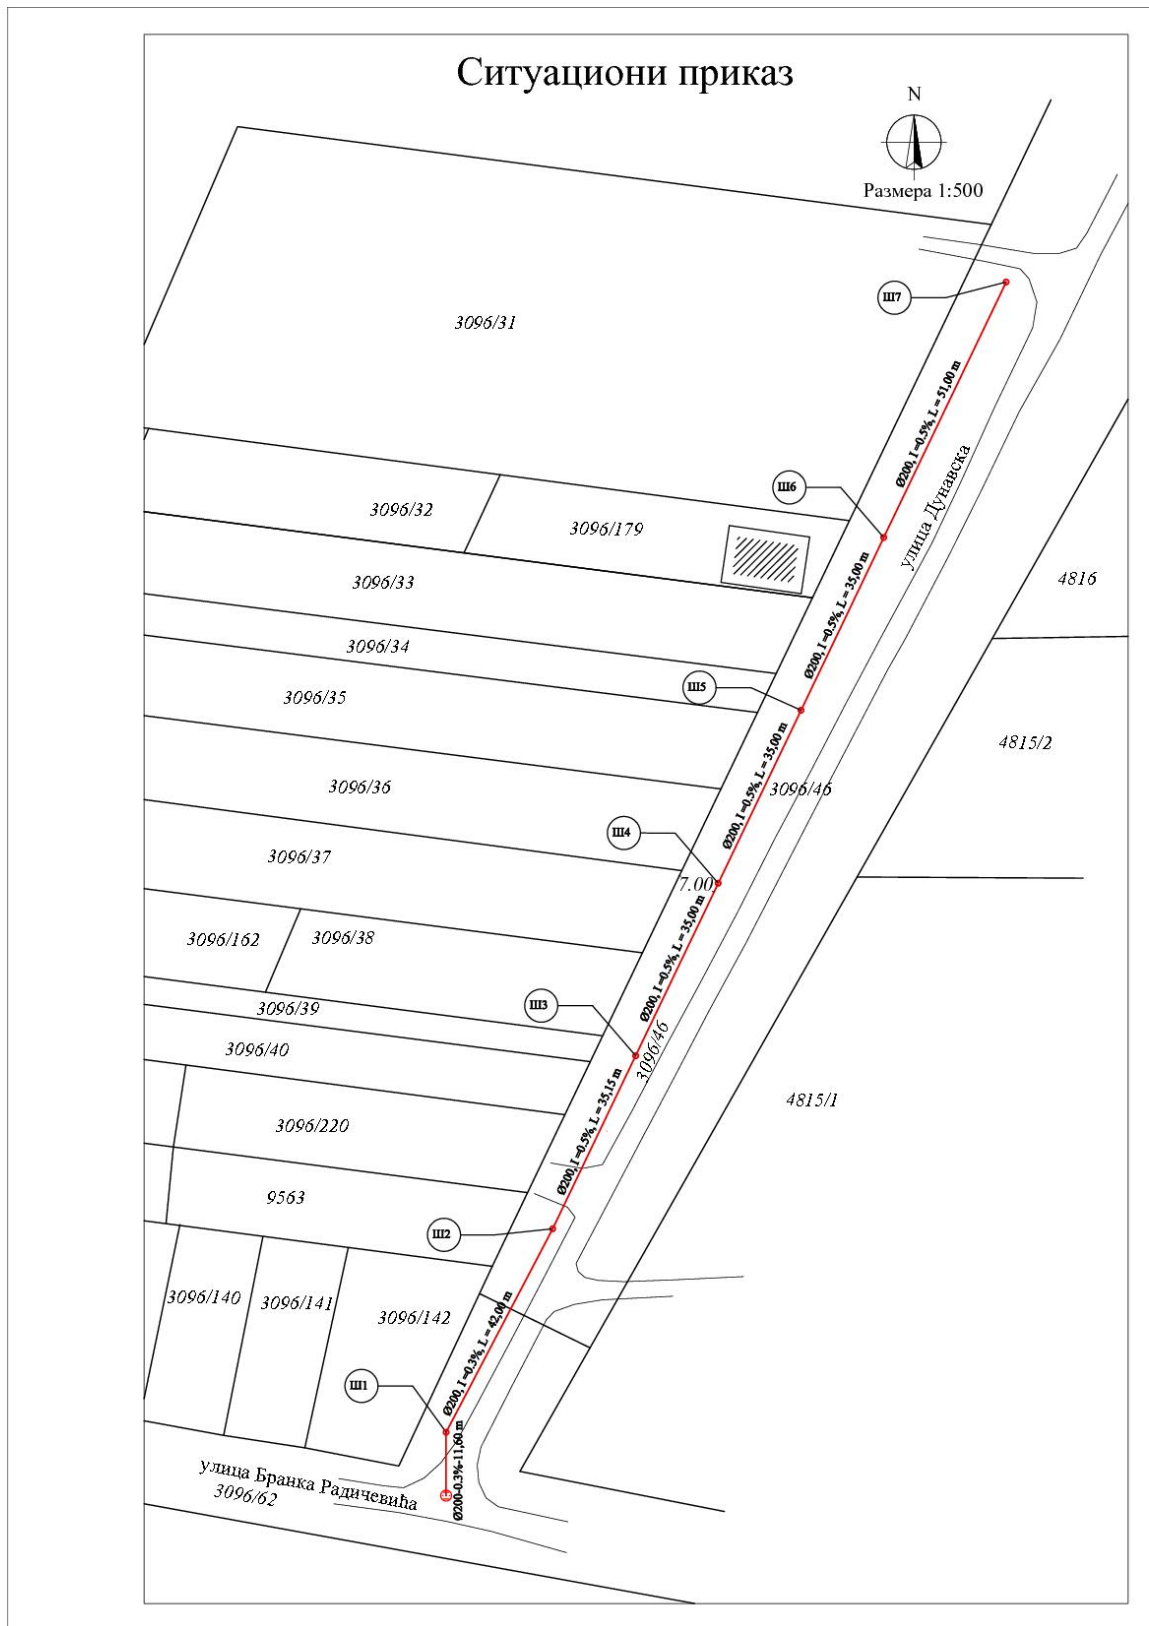 Ситуациони приказ
N
Размера 1:500
Ш7
3096/31
Ø200, I=0.5%, L = 51,00 m
Ш6
3096/32
3096/179
улица Дунавска
4816
3096/33
Ø200, I=0.5%, L = 35,00 m
3096/34
Ш5
3096/35
4815/2
3096/36
Ø200, I=0.5%, L = 35,00 m
3096/46
Ш4
3096/37
7.00
3096/162
3096/38
Ø200, I=0.5%, L = 35,00 m
Ш3
3096/39
3096/40
3096/46
4815/1
3096/220
Ø200, I=0.5%, L = 35,15 m
9563
Ш2
3096/140
3096/141
3096/142
Ø200, I=0.3%, L = 42,00 m
Ш1
Ø200-0.3%-11,60 m
улица Бранка Радичевића
3096/62